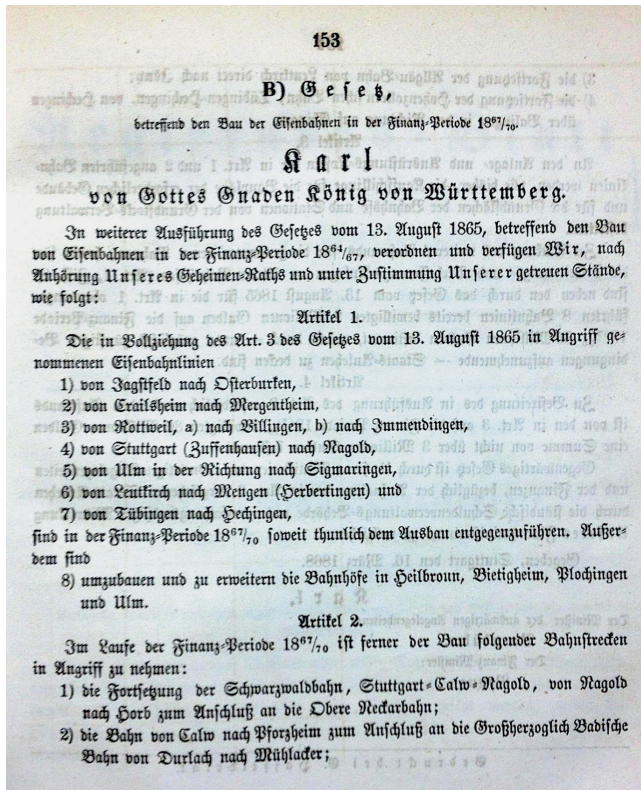 153
B) Gesetz,
betreffend den Bau der Eisenbahnen in der Finanz-Periode 18⁶⁷/₇₀.
Karl
von Gottes Gnaden König von Württemberg.
In weiterer Ausführung des Gesetzes vom 13. August 1865, betreffend den Bau
von Eisenbahnen in der Finanz-Periode 18⁶⁴/₆₇, verordnen und verfügen Wir, nach
Anhörung Unseres Geheimen-Raths und unter Zustimmung Unserer getreuen Stände,
wie folgt:
Artikel 1.
Die in Vollziehung des Art. 3 des Gesetzes vom 13. August 1865 in Angriff ge-
nommenen Eisenbahnlinien
1) von Jagstfeld nach Osterburken,
2) von Crailsheim nach Mergentheim,
3) von Rottweil, a) nach Villingen, b) nach Immendingen,
4) von Stuttgart (Zuffenhausen) nach Nagold,
5) von Ulm in der Richtung nach Sigmaringen,
6) von Leutkirch nach Mengen (Herbertingen) und
7) von Tübingen nach Hechingen,
sind in der Finanz-Periode 18⁶⁷/₇₀ soweit thunlich dem Ausbau entgegenzuführen. Außer-
dem sind
8) umzubauen und zu erweitern die Bahnhöfe in Heilbronn, Bietigheim, Plochingen
und Ulm.
Artikel 2.
Im Laufe der Finanz-Periode 18⁶⁷/₇₀ ist ferner der Bau folgender Bahnstrecken
in Angriff zu nehmen:
1) die Fortsetzung der Schwarzwaldbahn, Stuttgart-Calw-Nagold, von Nagold
nach Horb zum Anschluß an die Obere Neckarbahn;
2) die Bahn von Calw nach Pforzheim zum Anschluß an die Großherzoglich Badische
Bahn von Durlach nach Mühlacker;